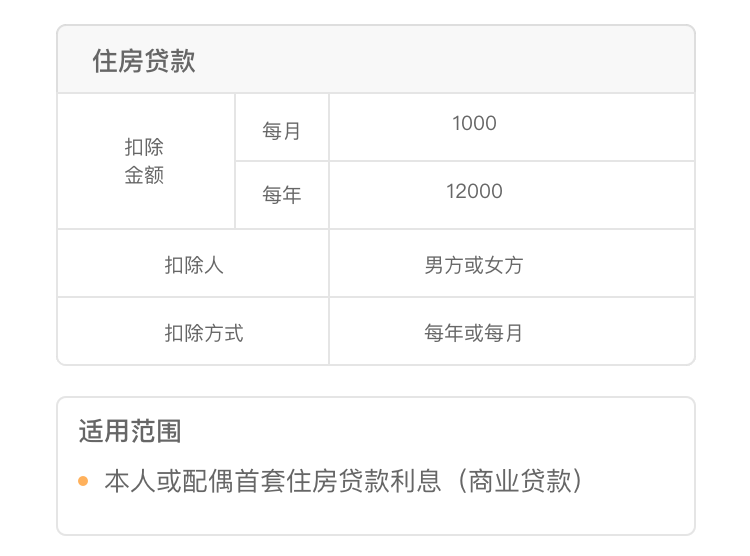 住房贷款
扣除
金额
每月
1000
每年
12000
扣除人
男方或女方
扣除方式
每年或每月
适用范围
本人或配偶首套住房贷款利息（商业贷款）